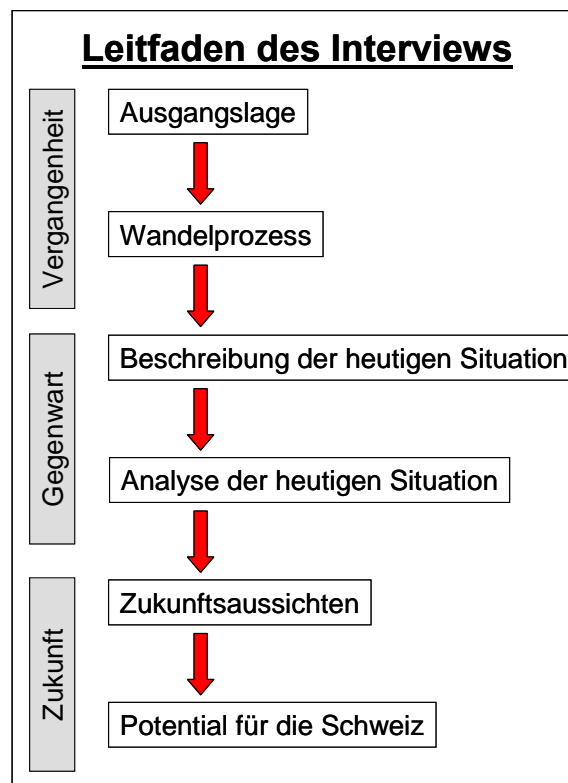 Leitfaden des Interviews
Vergangenheit
Ausgangslage
Wandelprozess
Gegenwart
Beschreibung der heutigen Situation
Analyse der heutigen Situation
Zukunft
Zukunftsaussichten
Potential für die Schweiz